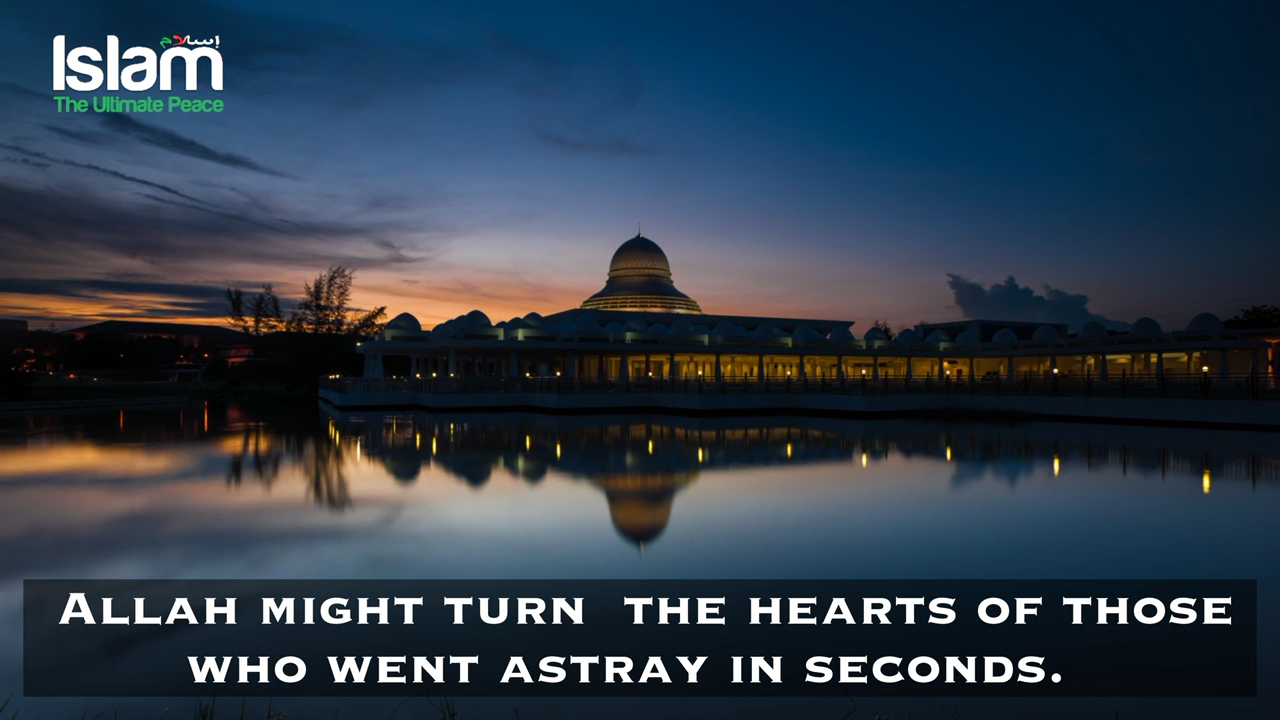 إسلام
Islam
The Ultimate Peace
ALLAH MIGHT TURN THE HEARTS OF THOSE
WHO WENT ASTRAY IN SECONDS.